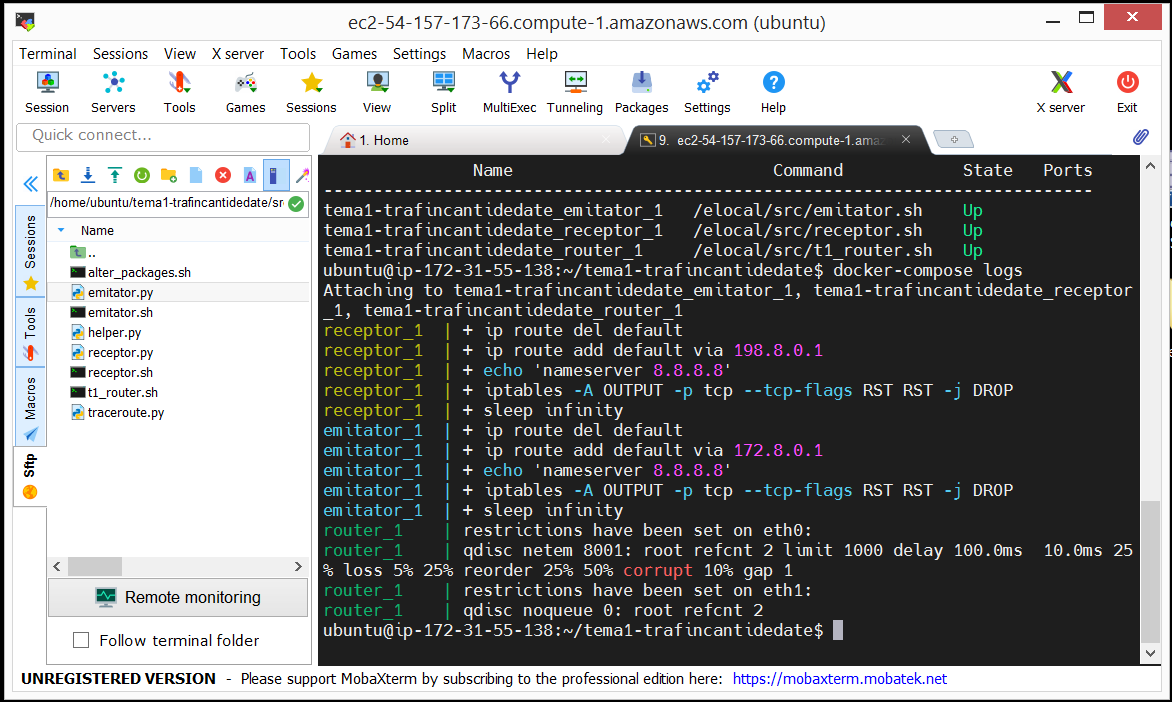 ec2-54-157-173-66.compute-1.amazonaws.com (ubuntu)
Terminal Sessions View X server Tools Games Settings Macros Help
Session Servers Tools Games Sessions View Split MultiExec Tunneling Packages Settings Help X server Exit
Quick connect...
1. Home
9. ec2-54-157-173-66.compute-1.ama
/home/ubuntu/tema1-trafincantidedate/sr
Name
..
alter_packages.sh
emitator.py
emitator.sh
helper.py
receptor.py
receptor.sh
t1_router.sh
traceroute.py
Sessions
Tools
Macros
Sftp
Remote monitoring
Follow terminal folder
Name Command State Ports
-----------------------------------------------------------------------------
tema1-trafincantidedate_emitator_1 /elocal/src/emitator.sh Up
tema1-trafincantidedate_receptor_1 /elocal/src/receptor.sh Up
tema1-trafincantidedate_router_1 /elocal/src/t1_router.sh Up
ubuntu@ip-172-31-55-138:~/tema1-trafincantidedate$ docker-compose logs
Attaching to tema1-trafincantidedate_emitator_1, tema1-trafincantidedate_receptor
_1, tema1-trafincantidedate_router_1
receptor_1 | + ip route del default
receptor_1 | + ip route add default via 198.8.0.1
receptor_1 | + echo 'nameserver 8.8.8.8'
receptor_1 | + iptables -A OUTPUT -p tcp --tcp-flags RST RST -j DROP
receptor_1 | + sleep infinity
emitator_1 | + ip route del default
emitator_1 | + ip route add default via 172.8.0.1
emitator_1 | + echo 'nameserver 8.8.8.8'
emitator_1 | + iptables -A OUTPUT -p tcp --tcp-flags RST RST -j DROP
emitator_1 | + sleep infinity
router_1 | restrictions have been set on eth0:
router_1 | qdisc netem 8001: root refcnt 2 limit 1000 delay 100.0ms 10.0ms 25
% loss 5% 25% reorder 25% 50% corrupt 10% gap 1
router_1 | restrictions have been set on eth1:
router_1 | qdisc noqueue 0: root refcnt 2
ubuntu@ip-172-31-55-138:~/tema1-trafincantidedate$
UNREGISTERED VERSION - Please support MobaXterm by subscribing to the professional edition here: https://mobaxterm.mobatek.net